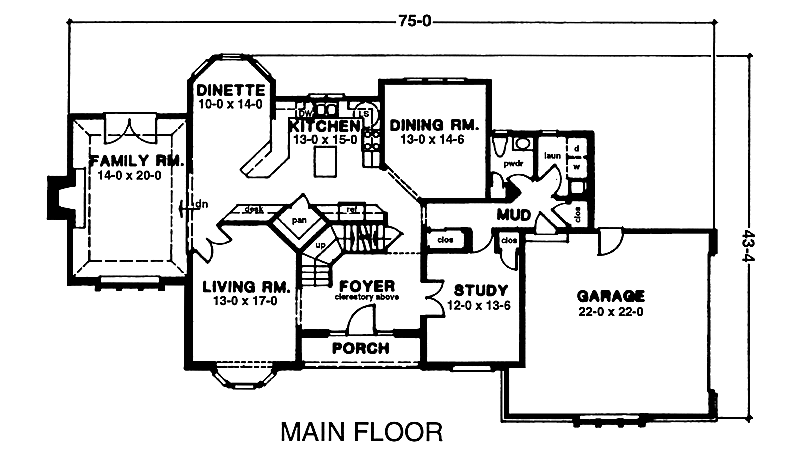 75-0
DINETTE
10-0 x 14-0
DW
LS
KITCHEN
13-0 x 15-0
DINING RM.
13-0 x 14-6
FAMILY RM.
14-0 x 20-0
pwdr
laun
d
w
dn
desk
pan
ref
MUD
clos
clos
clos
up
43-4
LIVING RM.
13-0 x 17-0
FOYER
clerestory above
STUDY
12-0 x 13-6
GARAGE
22-0 x 22-0
PORCH
MAIN FLOOR